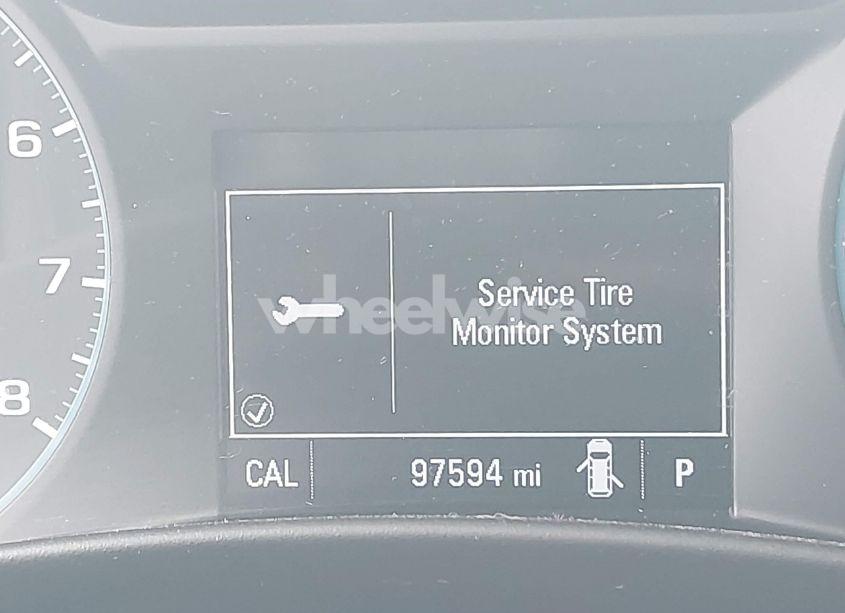 6
7
8
wheelwise
Service Tire
Monitor System
CAL
97594 mi
P